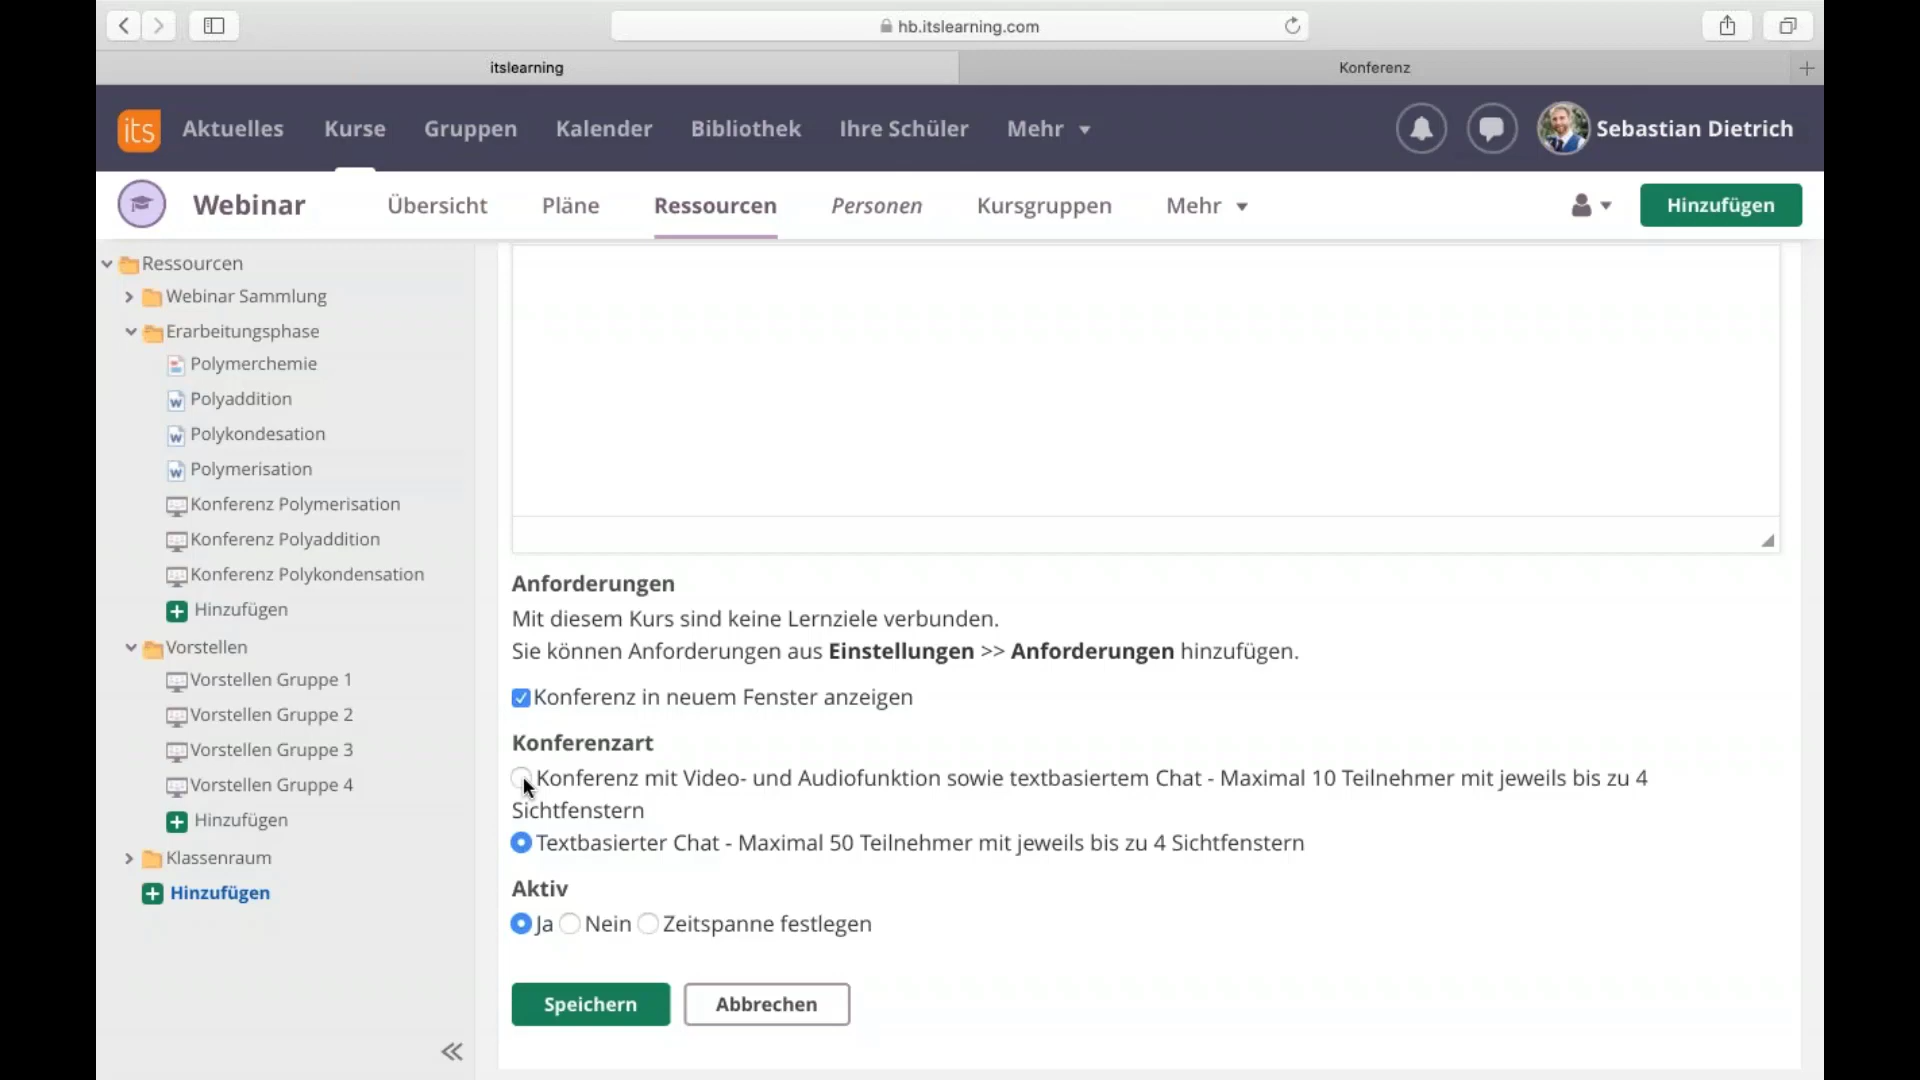 hb.itslearning.com
itslearning
Konferenz
its
Aktuelles
Kurse
Gruppen
Kalender
Bibliothek
Ihre Schüler
Mehr
Sebastian Dietrich
Webinar
Übersicht
Pläne
Ressourcen
Personen
Kursgruppen
Mehr
Hinzufügen
Ressourcen
Webinar Sammlung
Erarbeitungsphase
Polymerchemie
Polyaddition
Polykondesation
Polymerisation
Konferenz Polymerisation
Konferenz Polyaddition
Konferenz Polykondensation
Hinzufügen
Vorstellen
Vorstellen Gruppe 1
Vorstellen Gruppe 2
Vorstellen Gruppe 3
Vorstellen Gruppe 4
Hinzufügen
Klassenraum
Hinzufügen
Anforderungen
Mit diesem Kurs sind keine Lernziele verbunden.
Sie können Anforderungen aus Einstellungen >> Anforderungen hinzufügen.
Konferenz in neuem Fenster anzeigen
Konferenzart
Konferenz mit Video- und Audiofunktion sowie textbasiertem Chat - Maximal 10 Teilnehmer mit jeweils bis zu 4
Sichtfenstern
Textbasierter Chat - Maximal 50 Teilnehmer mit jeweils bis zu 4 Sichtfenstern
Aktiv
Ja Nein Zeitspanne festlegen
Speichern
Abbrechen